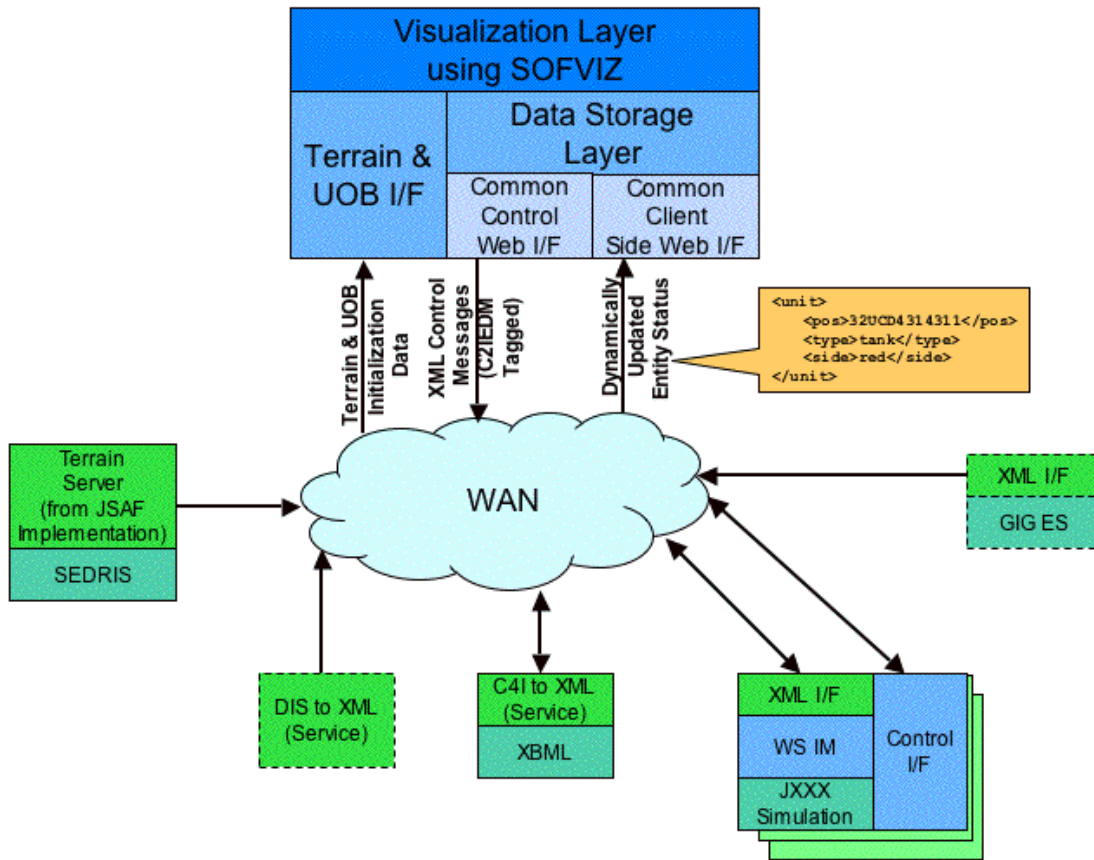 Visualization Layer
using SOFVIZ
Terrain &
UOB I/F
Data Storage
Layer
Common
Control
Web I/F
Common
Client
Side Web I/F
Terrain & UOB
Initialization
Data
XML Control
Messages
(C2IEDM
Tagged)
Dynamically
Updated
Entity Status
<unit>
<pos>32UCD4314311</pos>
<type>tank</type>
<side>red</side>
</unit>
Terrain
Server
(from JSAF
Implementation)
SEDRIS
WAN
XML I/F
GIG ES
DIS to XML
(Service)
C4I to XML
(Service)
XBML
XML I/F
WS IM
JXXX
Simulation
Control
I/F